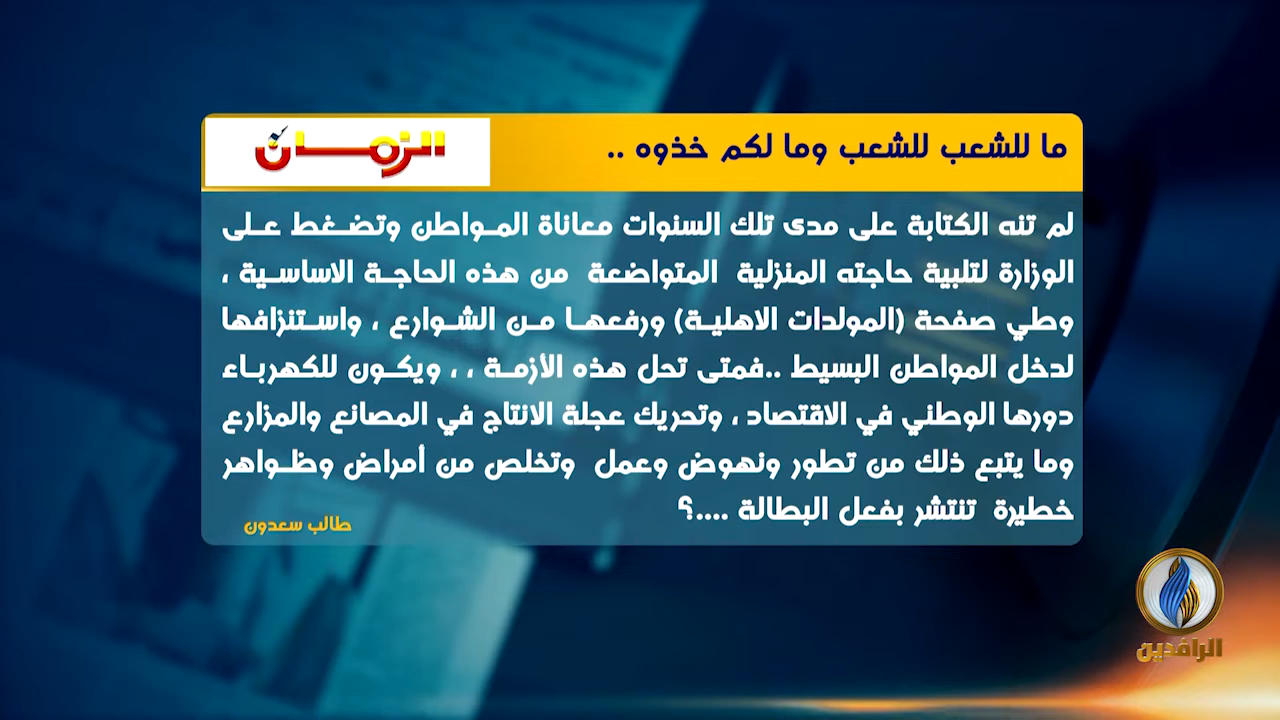 الزمان
ما للشعب للشعب وما لكم خذوه ..
لم تنه الكتابة على مدى تلك السنوات معاناة المواطن وتضغط على
الوزارة لتلبية حاجته المنزلية المتواضعة من هذه الحاجة الاساسية ،
وطي صفحة (المولدات الاهلية) ورفعها من الشوارع ، واستنزافها
لدخل المواطن البسيط ..فمتى تحل هذه الأزمة ، ، ويكون للكهرباء
دورها الوطني في الاقتصاد ، وتحريك عجلة الانتاج في المصانع والمزارع
وما يتبع ذلك من تطور ونهوض وعمل وتخلص من أمراض وظواهر
خطيرة تنتشر بفعل البطالة ....؟
طالب سعدون
الرافدين